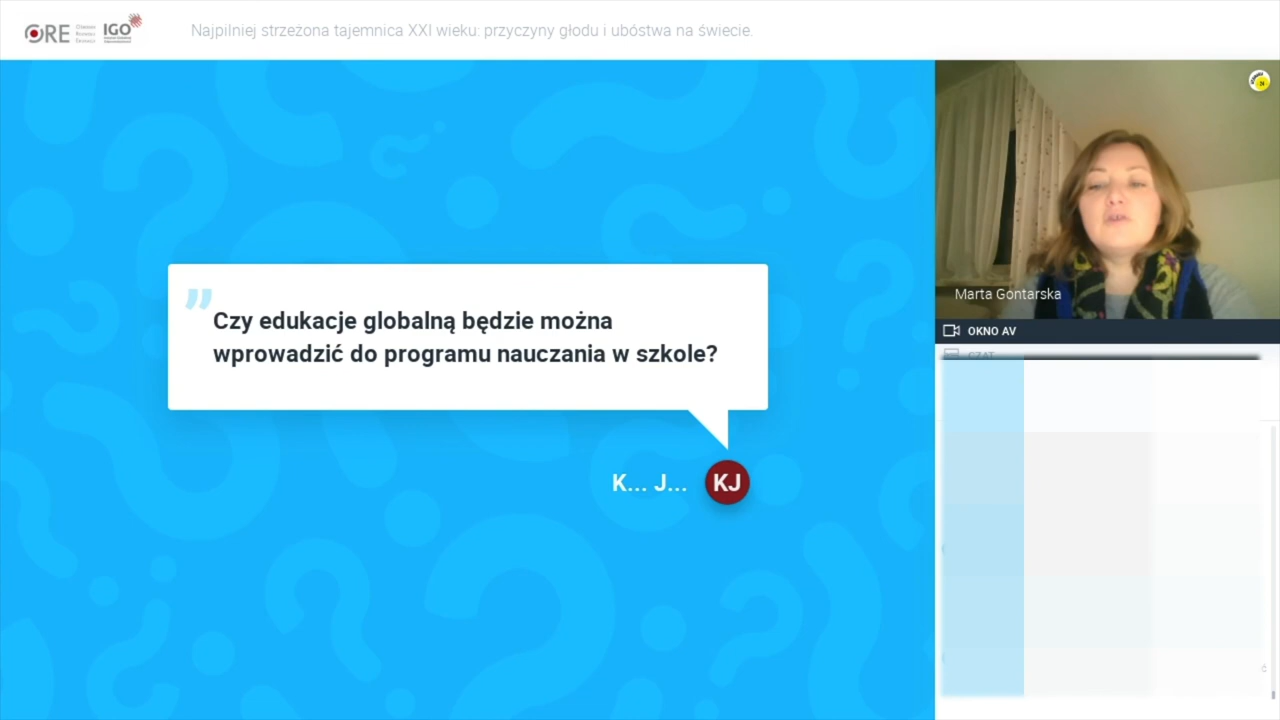 ORE
IGO
Najpilniej strzeżona tajemnica XXI wieku: przyczyny głodu i ubóstwa na świecie.
Czy edukacje globalną będzie można
wprowadzić do programu nauczania w szkole?
K... J...
KJ
Marta Gontarska
OKNO AV
CZAT